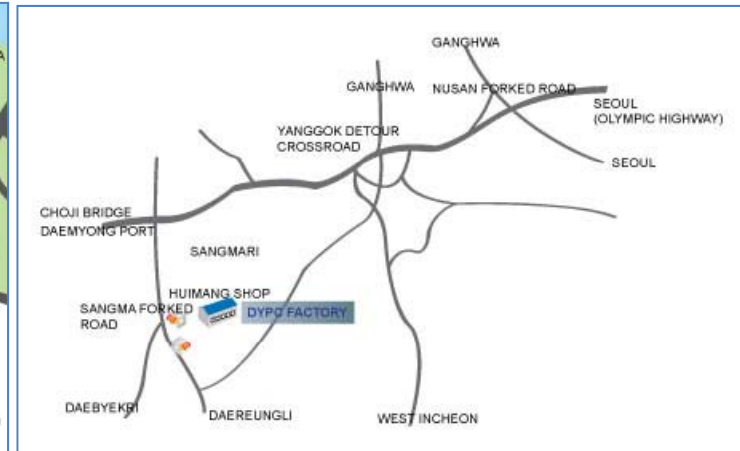 GANGHWA
GANGHWA
NUSAN FORKED ROAD
SEOUL
(OLYMPIC HIGHWAY)
YANGGOK DETOUR
CROSSROAD
SEOUL
CHOJI BRIDGE
DAEMYONG PORT
SANGMARI
HUIMANG SHOP
SANGMA FORKED
ROAD
DYPC FACTORY
DAEBYEKRI
DAEREUNGLI
WEST INCHEON